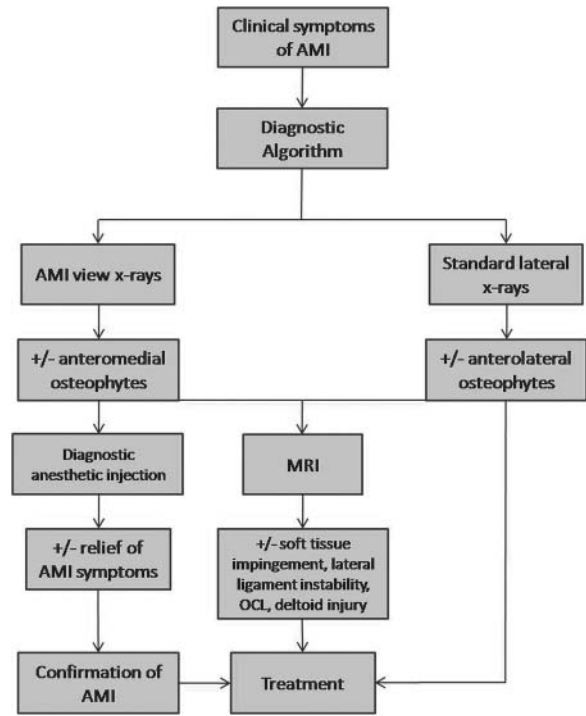 Clinical symptoms
of AMI
Diagnostic
Algorithm
AMI view x-rays
Standard lateral
x-rays
+/- anteromedial
osteophytes
+/- anterolateral
osteophytes
Diagnostic
anesthetic injection
MRI
+/- relief of
AMI symptoms
+/- soft tissue
impingement, lateral
ligament instability,
OCL, deltoid injury
Confirmation of
AMI
Treatment